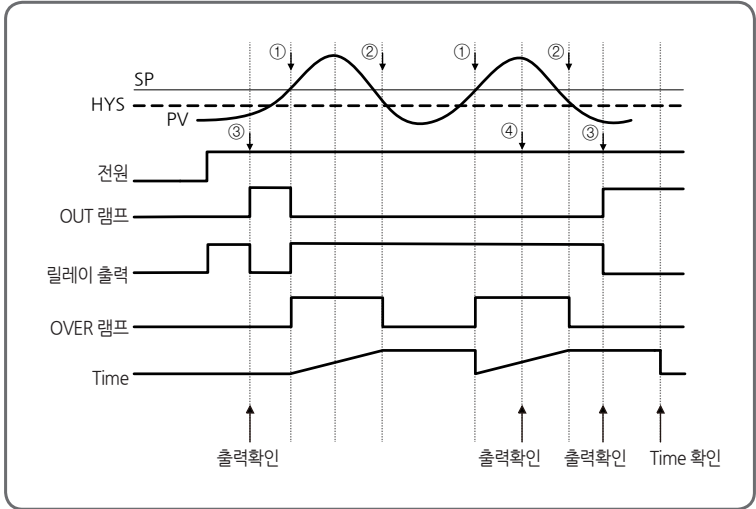 ① ② ① ②
SP
HYS
PV
③ ④ ③
전원
OUT 램프
릴레이 출력
OVER 램프
Time
출력확인 출력확인 출력확인 Time 확인